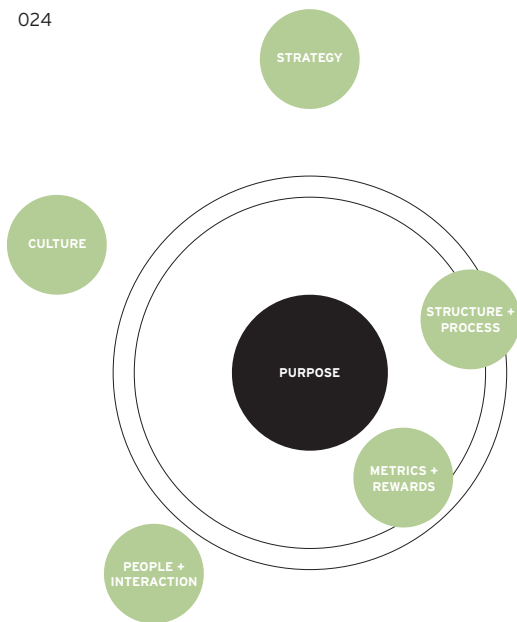 024
STRATEGY
CULTURE
STRUCTURE +
PROCESS
PURPOSE
METRICS +
REWARDS
PEOPLE +
INTERACTION